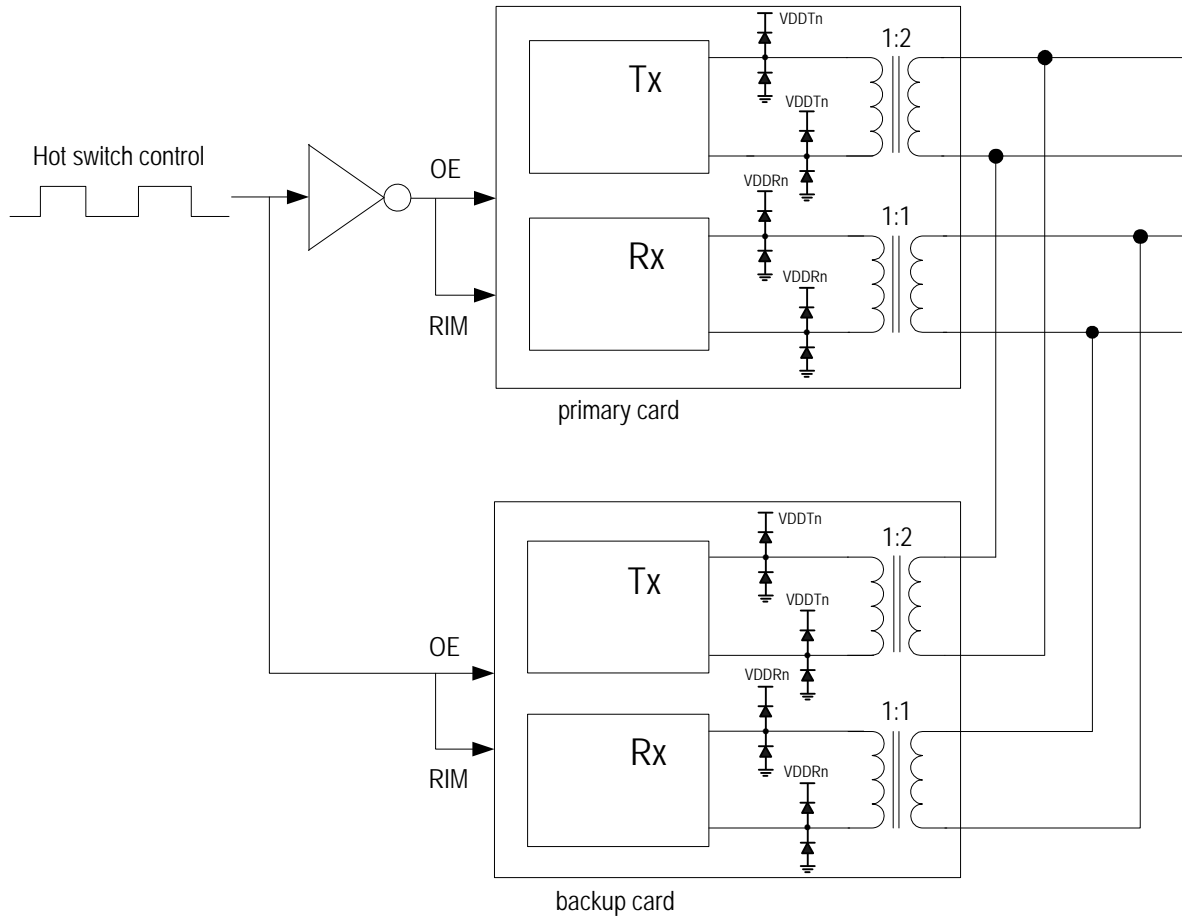 VDDTn
1:2
Tx
VDDTn
Hot switch control
OE
VDDRn
1:1
Rx
VDDRn
RIM
primary card
VDDTn
1:2
Tx
VDDTn
OE
VDDRn
1:1
Rx
VDDRn
RIM
backup card